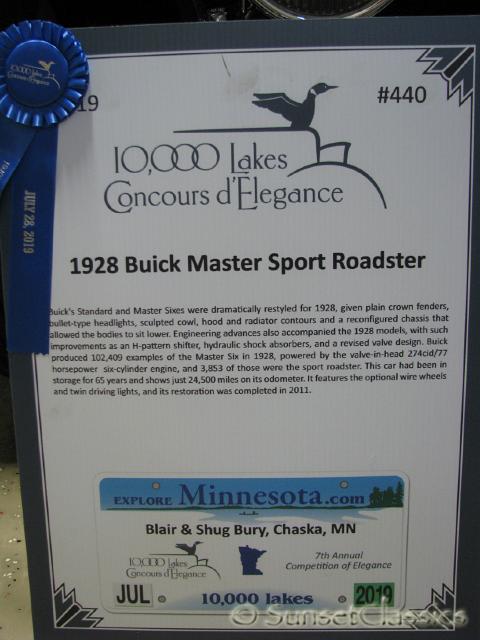 10,000 Lakes
Concours d'Elegance
JULY 28, 2019
19
#440
10,000 Lakes
Concours d'Elegance
1928 Buick Master Sport Roadster
Buick's Standard and Master Sixes were dramatically restyled for 1928, given plain crown fenders,
bullet-type headlights, sculpted cowl, hood and radiator contours and a reconfigured chassis that
allowed the bodies to sit lower. Engineering advances also accompanied the 1928 models, with such
improvements as an H-pattern shifter, hydraulic shock absorbers, and a revised valve design. Buick
produced 102,409 examples of the Master Six in 1928, powered by the valve-in-head 274cid/77
horsepower six-cylinder engine, and 3,853 of those were the sport roadster. This car had been in
storage for 65 years and shows just 24,500 miles on its odometer. It features the optional wire wheels
and twin driving lights, and its restoration was completed in 2011.
EXPLORE Minnesota.com
Blair & Shug Bury, Chaska, MN
10,000 Lakes
Concours d'Elegance
7th Annual
Competition of Elegance
JUL
10,000 lakes
2019
© SunsetClassics